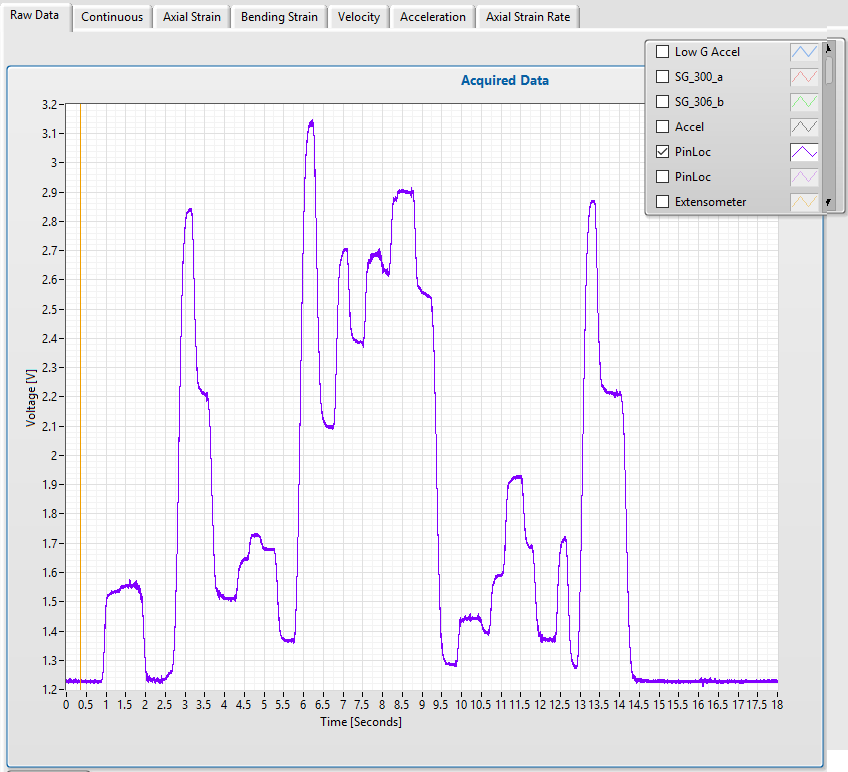 Raw Data Continuous Axial Strain Bending Strain Velocity Acceleration Axial Strain Rate
Acquired Data
Low G Accel
SG_300_a
SG_306_b
Accel
PinLoc
PinLoc
Extensometer
Voltage [V]
3.2
3.1
3
2.9
2.8
2.7
2.6
2.5
2.4
2.3
2.2
2.1
2
1.9
1.8
1.7
1.6
1.5
1.4
1.3
1.2
0 0.5 1 1.5 2 2.5 3 3.5 4 4.5 5 5.5 6 6.5 7 7.5 8 8.5 9 9.5 10 10.5 11 11.5 12 12.5 13 13.5 14 14.5 15 15.5 16 16.5 17 17.5 18
Time [Seconds]